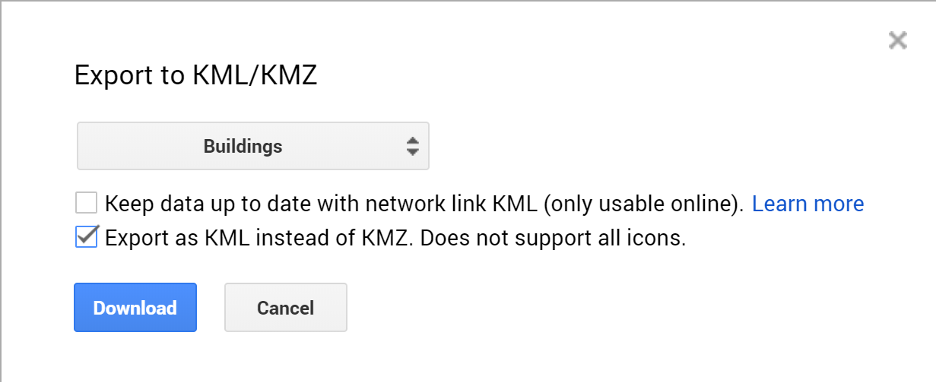 Export to KML/KMZ
Buildings
Keep data up to date with network link KML (only usable online). Learn more
Export as KML instead of KMZ. Does not support all icons.
Download Cancel